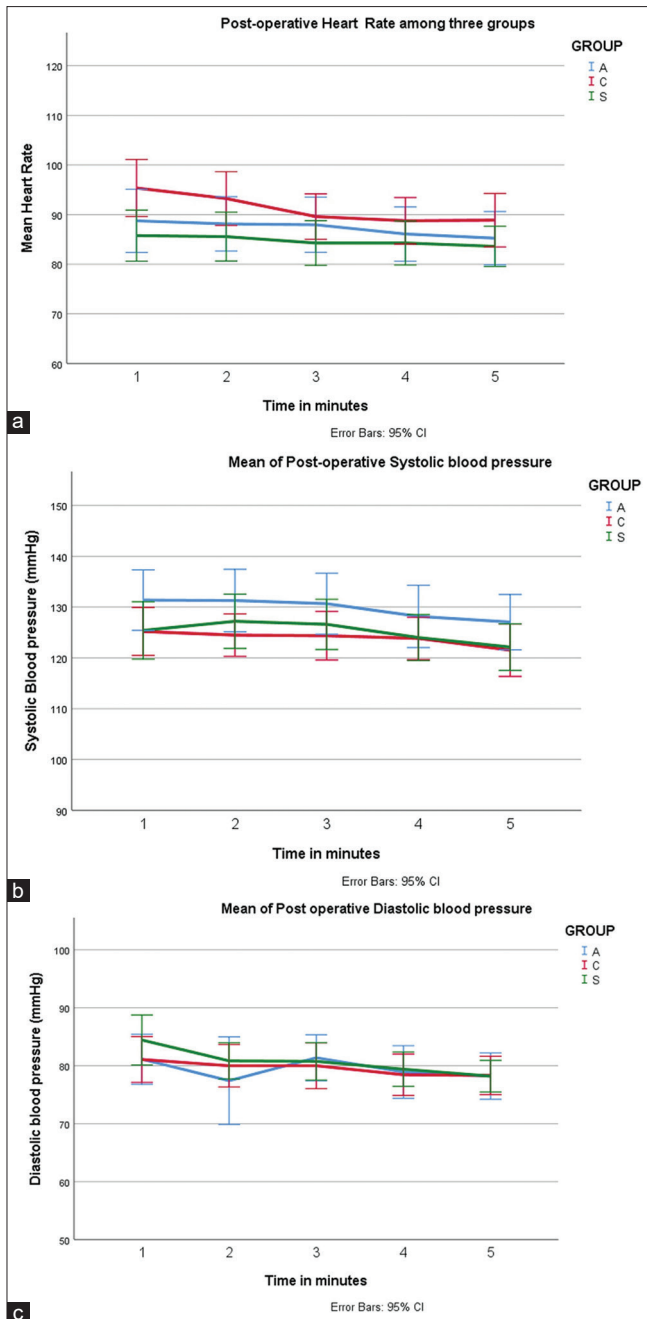 Post-operative Heart Rate among three groups
GROUP
A
C
S
Mean Heart Rate
120
110
100
90
80
70
60
1 2 3 4 5
Time in minutes
Error Bars: 95% CI
a
Mean of Post-operative Systolic blood pressure
GROUP
A
C
S
Systolic Blood pressure (mmHg)
150
140
130
120
110
100
90
1 2 3 4 5
Time in minutes
Error Bars: 95% CI
b
Mean of Post operative Diastolic blood pressure
GROUP
A
C
S
Diastolic blood pressure (mmHg)
100
90
80
70
60
50
1 2 3 4 5
Time in minutes
Error Bars: 95% CI
c